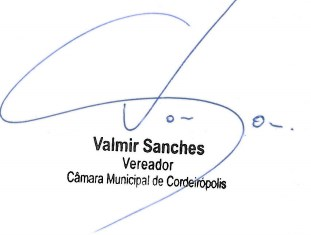 Valmir Sanches
Vereador
Câmara Municipal de Cordeirópolis